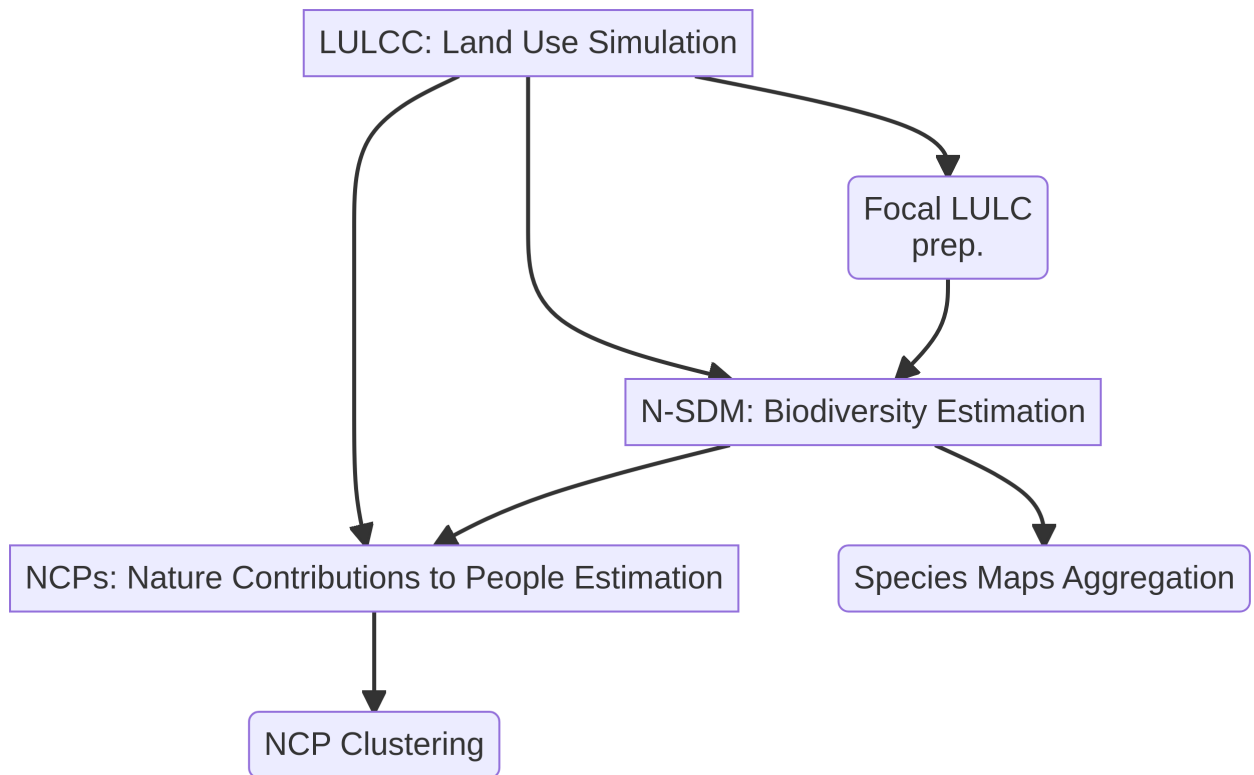 LULCC: Land Use Simulation
Focal LULC
prep.
N-SDM: Biodiversity Estimation
NCPs: Nature Contributions to People Estimation
Species Maps Aggregation
NCP Clustering